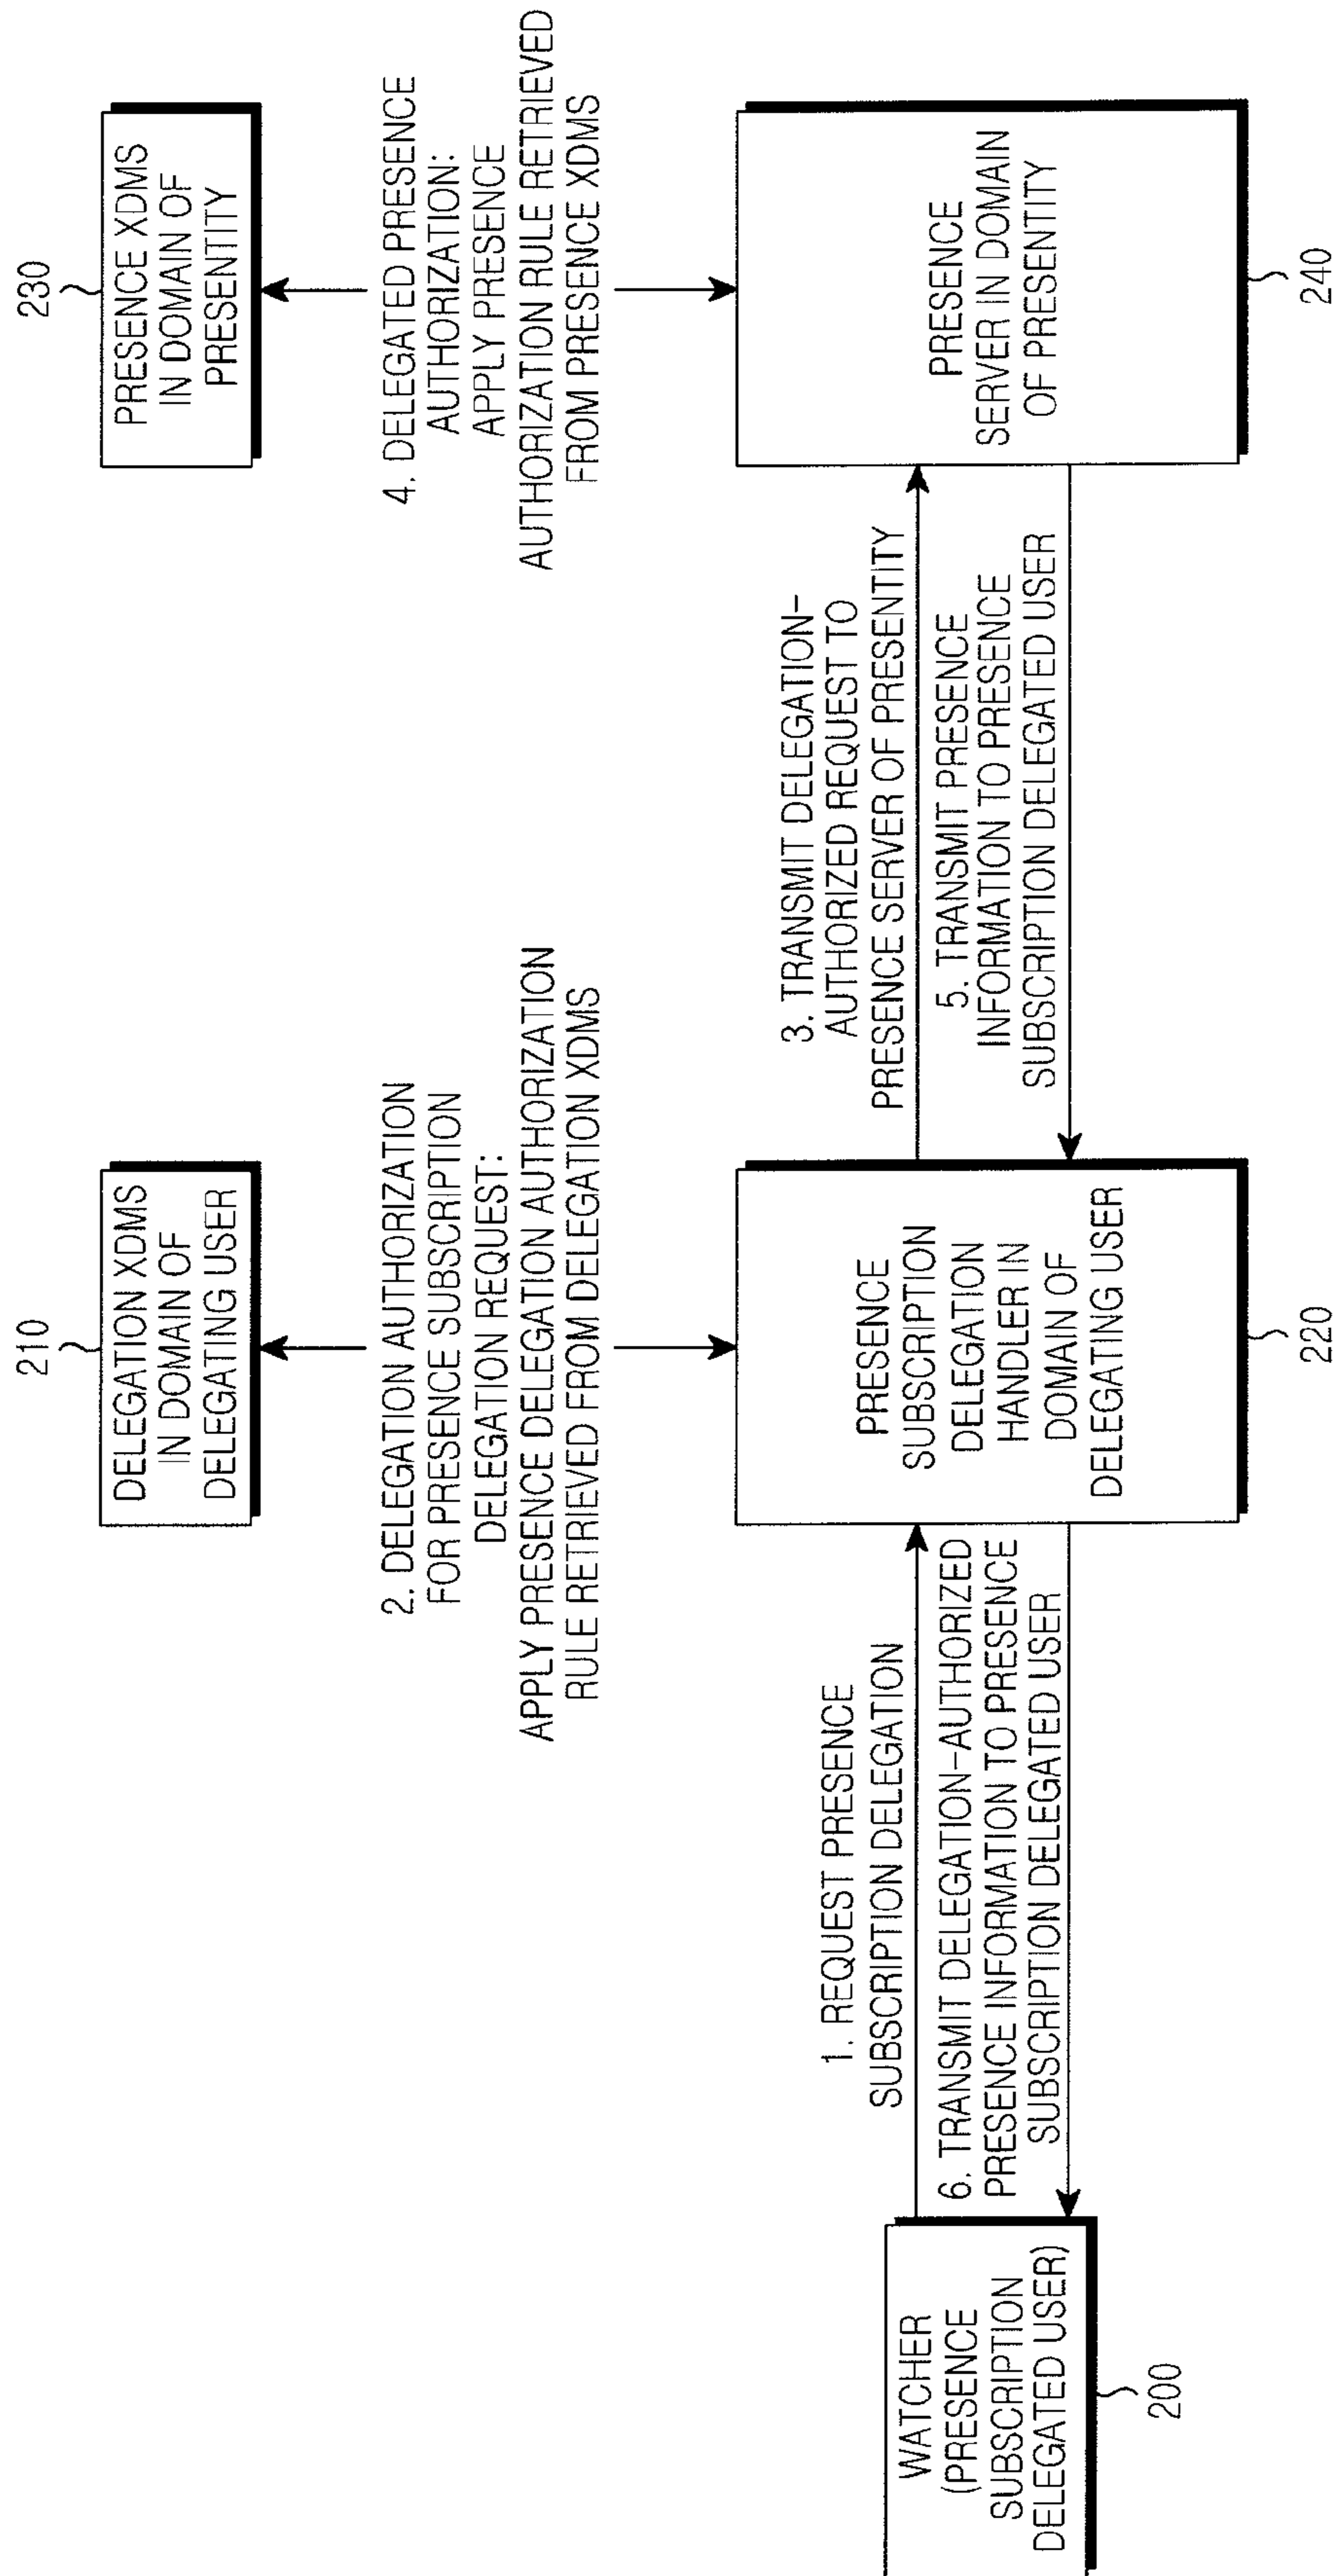 210
DELEGATION XDMS
IN DOMAIN OF
DELEGATING USER
230
PRESENCE XDMS
IN DOMAIN OF
PRESENTITY
2. DELEGATION AUTHORIZATION
FOR PRESENCE SUBSCRIPTION
DELEGATION REQUEST:
APPLY PRESENCE DELEGATION AUTHORIZATION
RULE RETRIEVED FROM DELEGATION XDMS
4. DELEGATED PRESENCE
AUTHORIZATION:
APPLY PRESENCE
AUTHORIZATION RULE RETRIEVED
FROM PRESENCE XDMS
WATCHER
(PRESENCE
SUBSCRIPTION
DELEGATED USER)
200
1. REQUEST PRESENCE
SUBSCRIPTION DELEGATION
6. TRANSMIT DELEGATION-AUTHORIZED
PRESENCE INFORMATION TO PRESENCE
SUBSCRIPTION DELEGATED USER
PRESENCE
SUBSCRIPTION
DELEGATION
HANDLER IN
DOMAIN OF
DELEGATING USER
220
3. TRANSMIT DELEGATION-
AUTHORIZED REQUEST TO
PRESENCE SERVER OF PRESENTITY
5. TRANSMIT PRESENCE
INFORMATION TO PRESENCE
SUBSCRIPTION DELEGATED USER
PRESENCE
SERVER IN DOMAIN
OF PRESENTITY
240